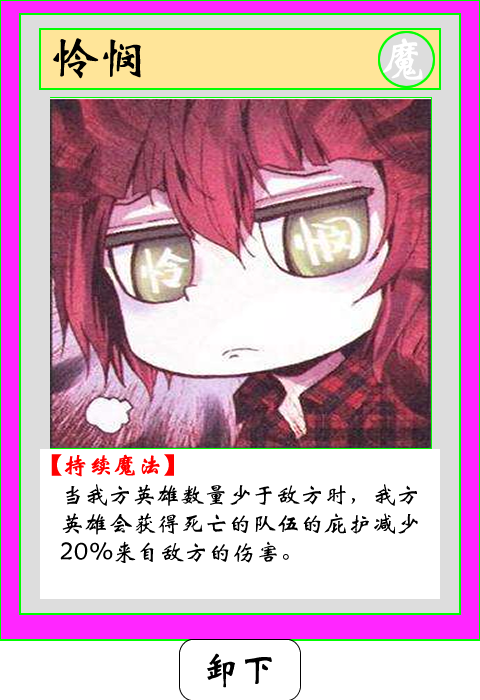 怜悯
魔
怜 悯
【持续魔法】
当我方英雄数量少于敌方时，我方
英雄会获得死亡的队伍的庇护减少
20%来自敌方的伤害。
卸下